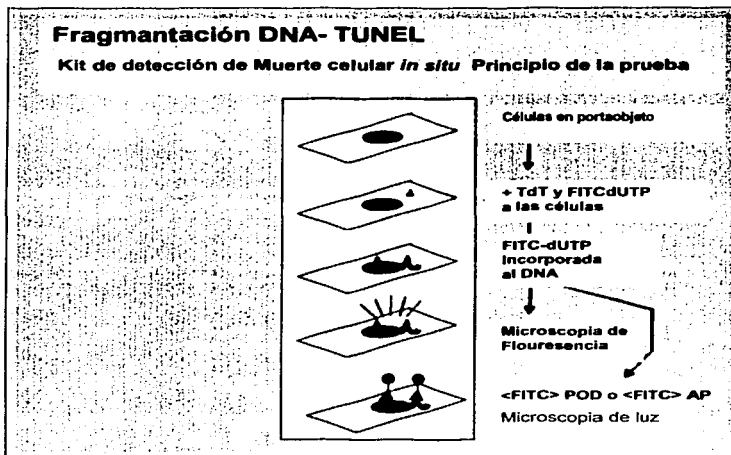 Fragmantación DNA- TUNEL
Kit de detección de Muerte celular in situ Principio de la prueba
Células en portaobjeto
+ TdT y FITCdUTP
a las células
FITC-dUTP
Incorporada
al DNA
Microscopia de
Flouresencia
<FITC> POD o <FITC> AP
Microscopia de luz